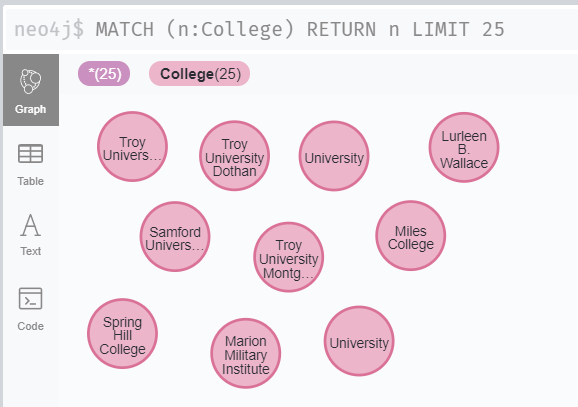 neo4j$ MATCH (n:College) RETURN n LIMIT 25
*(25) College(25)
Graph
Table
Text
Code
Troy
Univers…
Troy
University
Dothan
University
Lurleen
B.
Wallace
Samford
Univers…
Troy
University
Montg…
Miles
College
Spring
Hill
College
Marion
Military
Institute
University